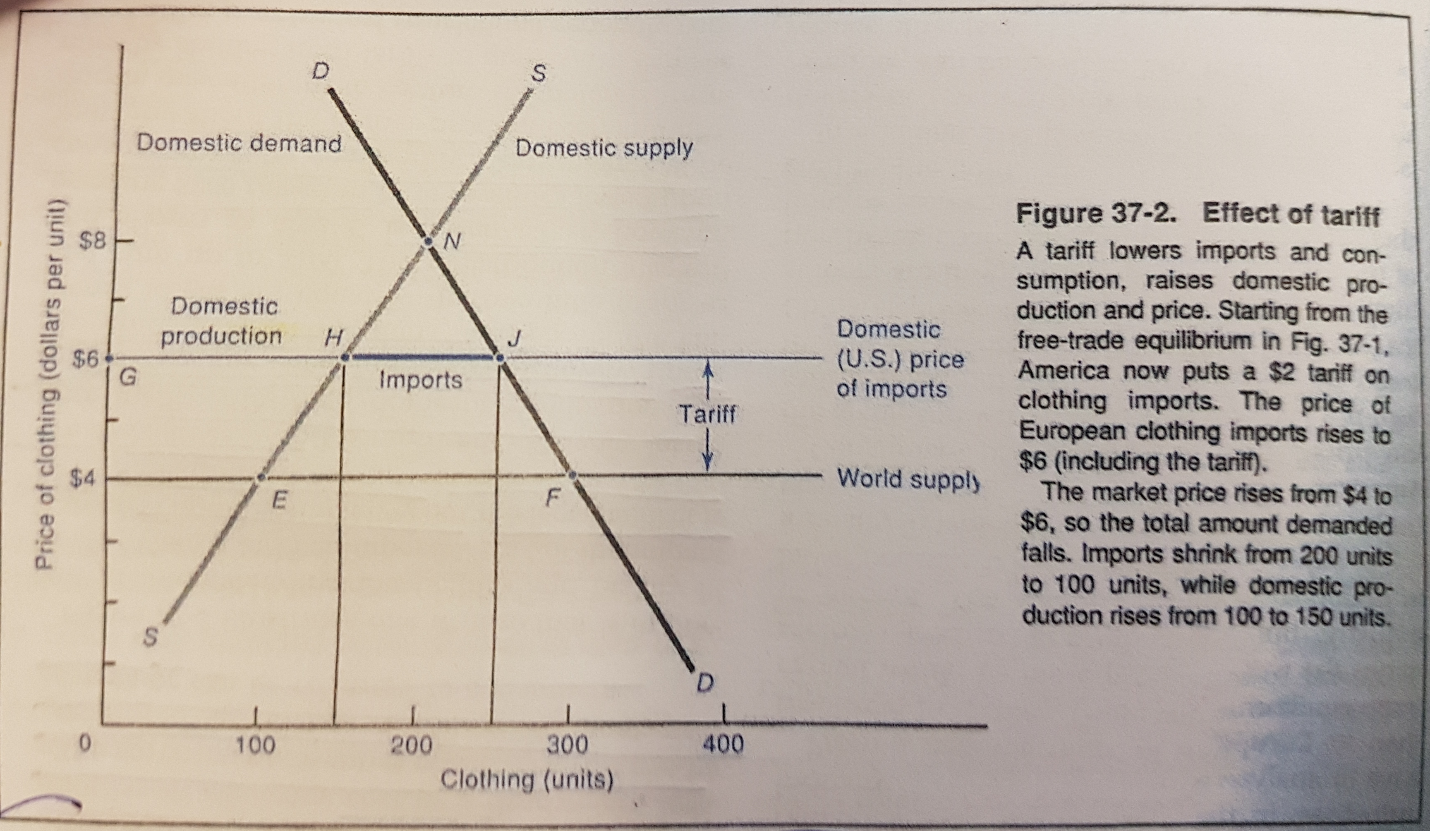 D
S
Domestic demand
Domestic supply
Price of clothing (dollars per unit)
$8
N
Domestic
production
H
J
$6
G
Imports
Domestic
(U.S.) price
of imports
Tariff
$4
E
F
World supply
S
D
0
100
200
300
400
Clothing (units)
Figure 37-2. Effect of tariff
A tariff lowers imports and con-
sumption, raises domestic pro-
duction and price. Starting from the
free-trade equilibrium in Fig. 37-1,
America now puts a $2 tariff on
clothing imports. The price of
European clothing imports rises to
$6 (including the tariff).
The market price rises from $4 to
$6, so the total amount demanded
falls. Imports shrink from 200 units
to 100 units, while domestic pro-
duction rises from 100 to 150 units.